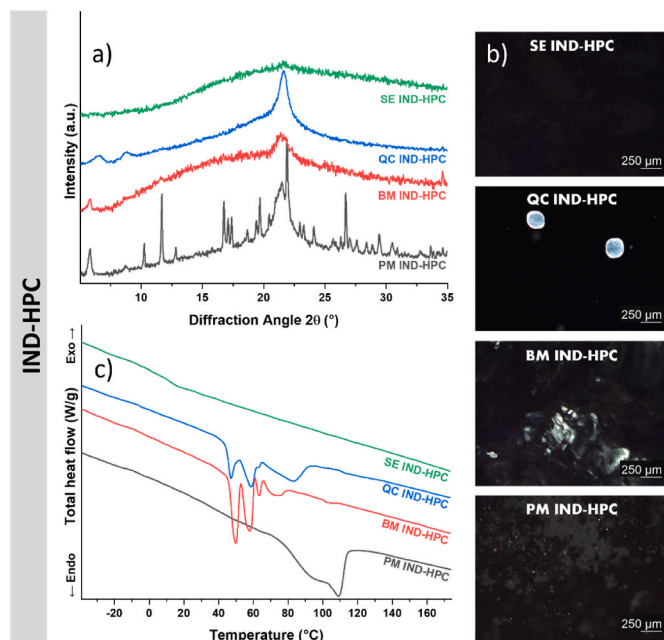 IND-HPC
a)
SE IND-HPC
QC IND-HPC
BM IND-HPC
PM IND-HPC
Intensity (a.u.)
5 10 15 20 25 30 35
Diffraction Angle 2θ (°)
b)
SE IND-HPC
250 µm
QC IND-HPC
250 µm
BM IND-HPC
250 µm
PM IND-HPC
250 µm
c)
Exo →
Total heat flow (W/g)
← Endo
SE IND-HPC
QC IND-HPC
BM IND-HPC
PM IND-HPC
-20 0 20 40 60 80 100 120 140 160
Temperature (°C)